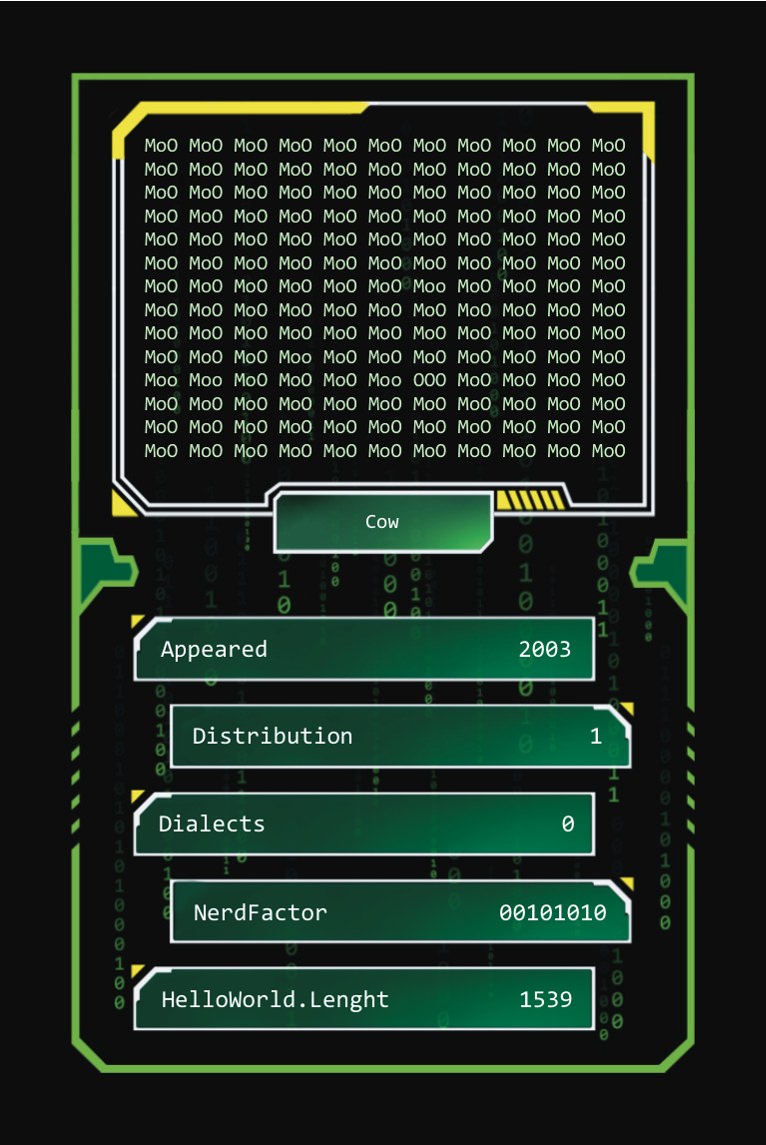 MoO MoO MoO MoO MoO MoO MoO MoO MoO MoO MoO
MoO MoO MoO MoO MoO MoO MoO MoO MoO MoO MoO
MoO MoO MoO MoO MoO MoO MoO MoO MoO MoO MoO
MoO MoO MoO MoO MoO MoO MoO MoO MoO MoO MoO
MoO MoO MoO MoO MoO MoO MoO MoO MoO MoO MoO
MoO MoO MoO MoO MoO MoO MoO MoO MoO MoO MoO
MoO MoO MoO MoO MoO MoO Moo MoO MoO MoO MoO
MoO MoO MoO MoO MoO MoO MoO MoO MoO MoO MoO
MoO MoO MoO MoO MoO MoO MoO MoO MoO MoO MoO
MoO MoO MoO Moo MoO MoO MoO MoO MoO MoO MoO
Moo Moo MoO MoO MoO Moo OOO MoO MoO MoO MoO
MoO MoO MoO MoO MoO MoO MoO MoO MoO MoO MoO
MoO MoO MoO MoO MoO MoO MoO MoO MoO MoO MoO
MoO MoO MoO MoO MoO MoO MoO MoO MoO MoO MoO
Cow
Appeared 2003
Distribution 1
Dialects 0
NerdFactor 00101010
HelloWorld.Lenght 1539